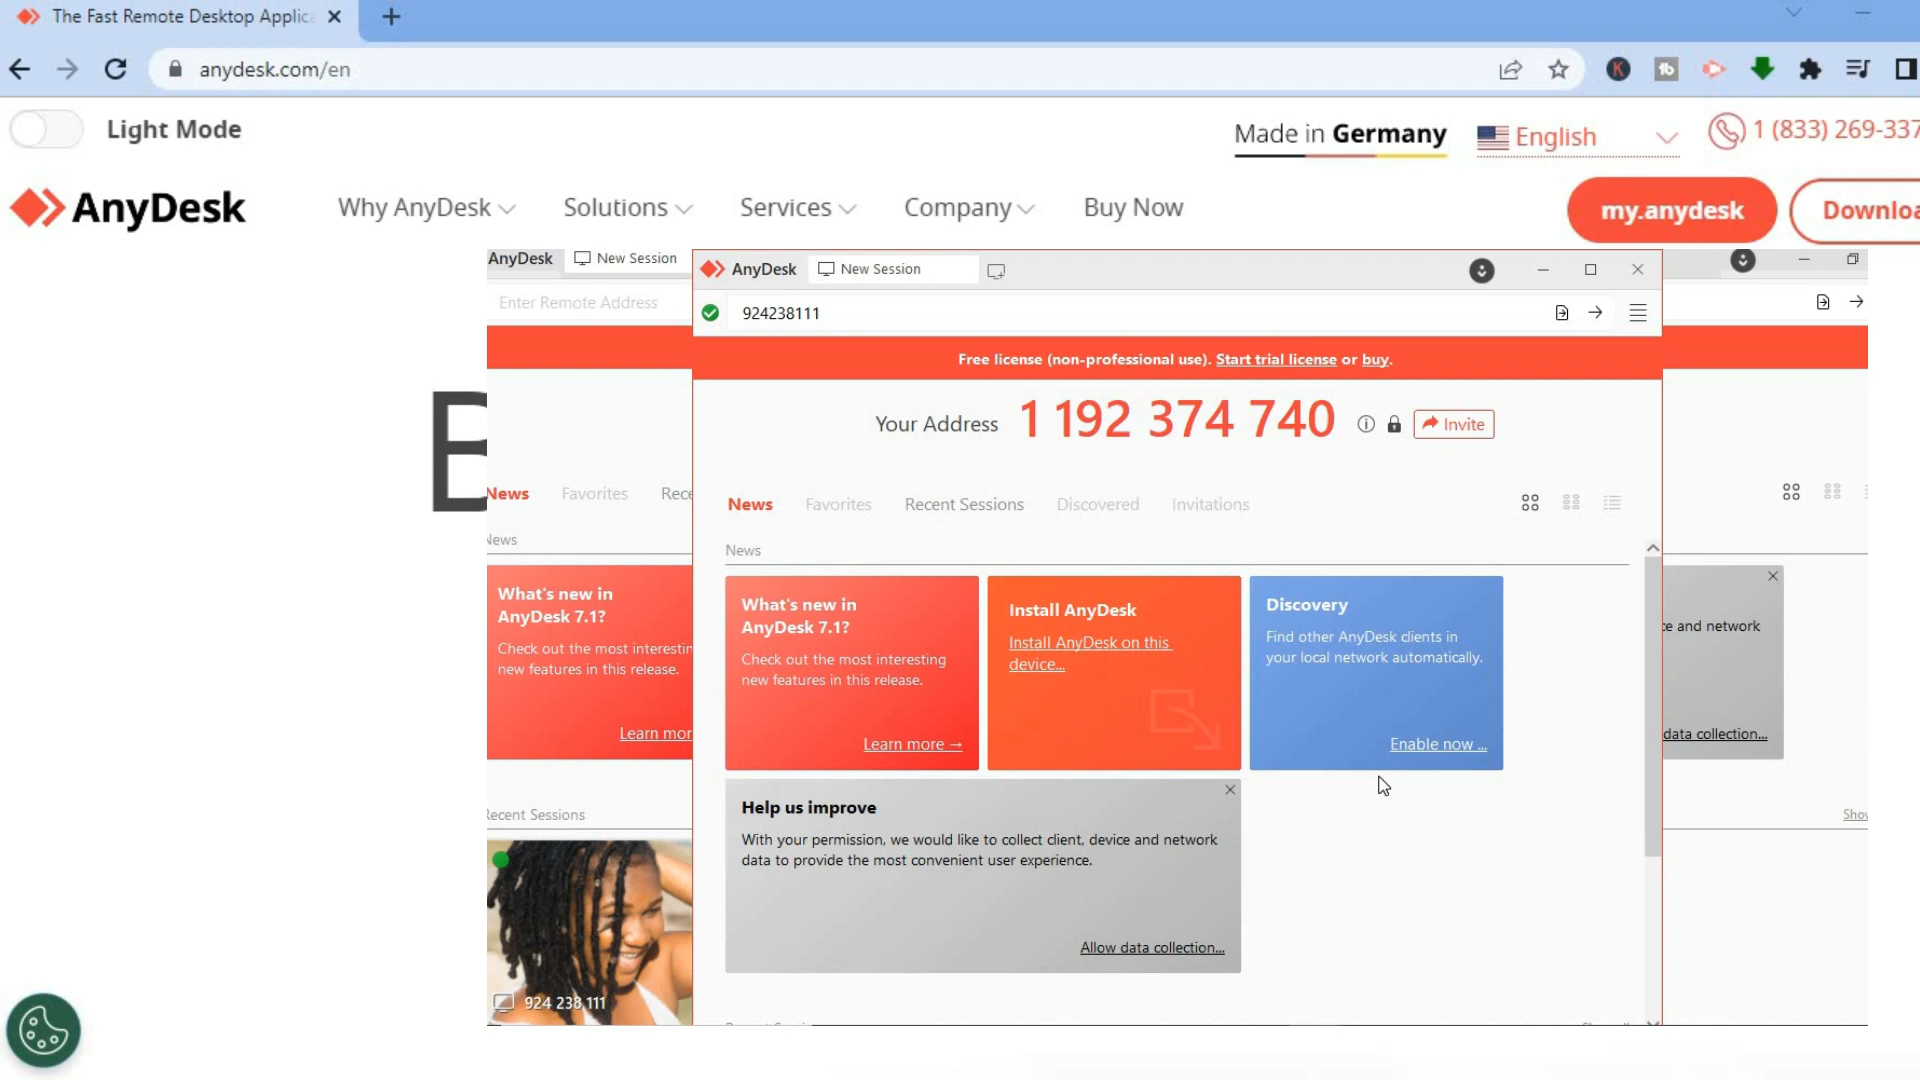 The Fast Remote Desktop Applic
anydesk.com/en
Light Mode
Made in Germany
English
1 (833) 269-337
AnyDesk
Why AnyDesk
Solutions
Services
Company
Buy Now
my.anydesk
Downloa
AnyDesk
New Session
AnyDesk
New Session
Enter Remote Address
924238111
Free license (non-professional use). Start trial license or buy.
Your Address 1 192 374 740
Invite
News Favorites Rece
News Favorites Recent Sessions Discovered Invitations
News
News
What's new in
AnyDesk 7.1?
Check out the most interestin
new features in this release.
Learn mor
What's new in
AnyDesk 7.1?
Check out the most interesting
new features in this release.
Learn more →
Install AnyDesk
Install AnyDesk on this
device...
Discovery
Find other AnyDesk clients in
your local network automatically.
Enable now ...
ce and network
data collection...
Help us improve
With your permission, we would like to collect client, device and network
data to provide the most convenient user experience.
Allow data collection...
Recent Sessions
Show
924 238 111